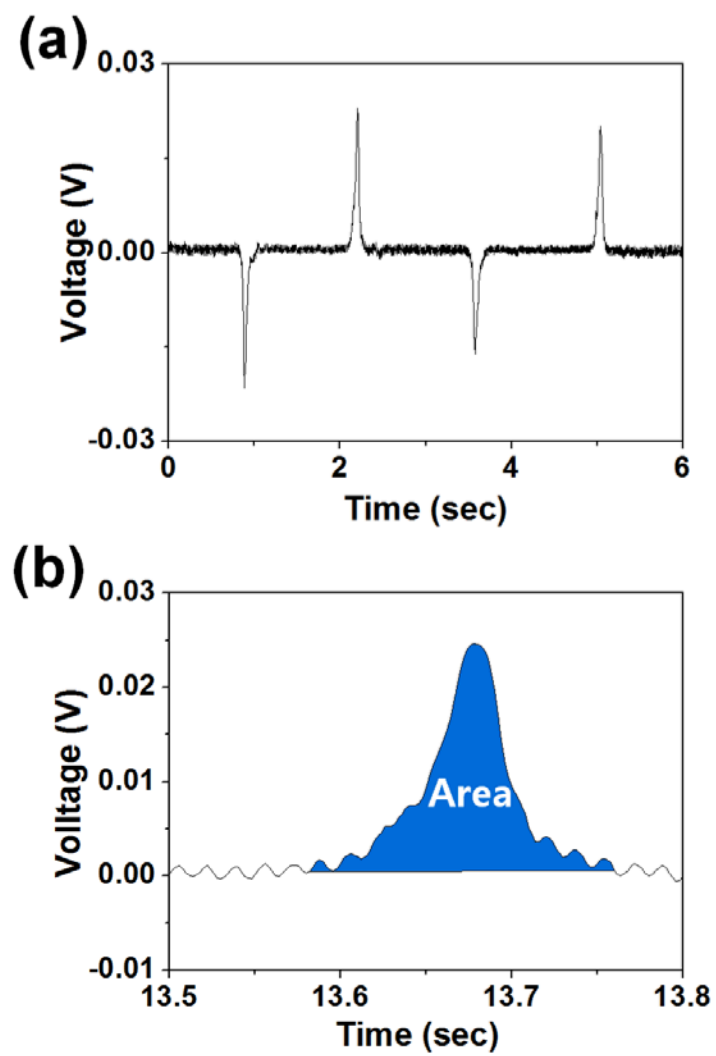 (a)
0.03
0.00
-0.03
Voltage (V)
0 2 4 6
Time (sec)
(b)
0.03
0.02
0.01
0.00
-0.01
Volltage (V)
Area
13.5 13.6 13.7 13.8
Time (sec)